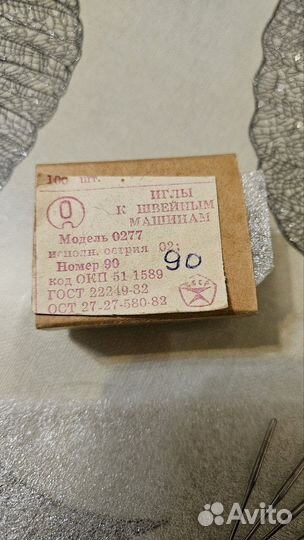 100 шт.
ИГЛЫ
К ШВЕЙНЫМ
МАШИНАМ
Модель 0277
исполн. острия 02;
Номер 90
90
код ОКП 51 1589
ГОСТ 22249-82
ОСТ 27-27-580-82
СССР
Avito